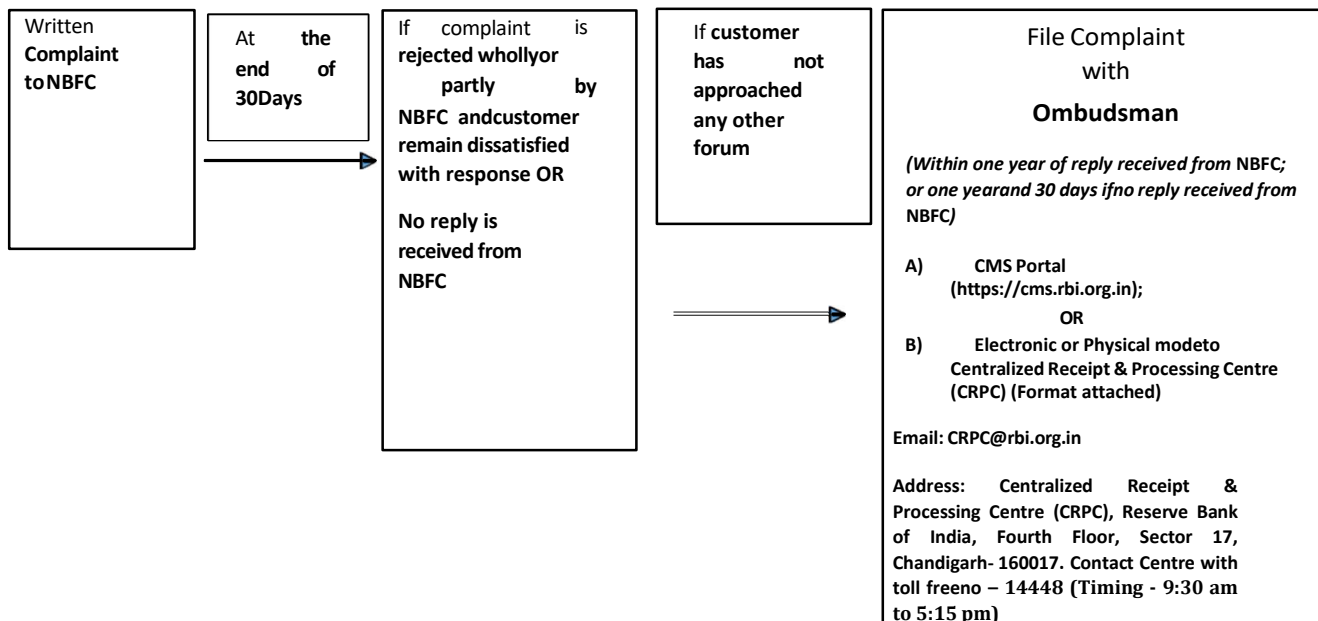 Written
Complaint
toNBFC
At the
end of
30Days
If complaint is
rejected whollyor
partly by
NBFC andcustomer
remain dissatisfied
with response OR
No reply is
received from
NBFC
If customer
has not
approached
any other
forum
File Complaint
with
Ombudsman
(Within one year of reply received from NBFC;
or one yearand 30 days ifno reply received from
NBFC)
A) CMS Portal
(https://cms.rbi.org.in);
OR
B) Electronic or Physical modeto
Centralized Receipt & Processing Centre
(CRPC) (Format attached)
Email: CRPC@rbi.org.in
Address: Centralized Receipt &
Processing Centre (CRPC), Reserve Bank
of India, Fourth Floor, Sector 17,
Chandigarh- 160017. Contact Centre with
toll freeno – 14448 (Timing - 9:30 am
to 5:15 pm)